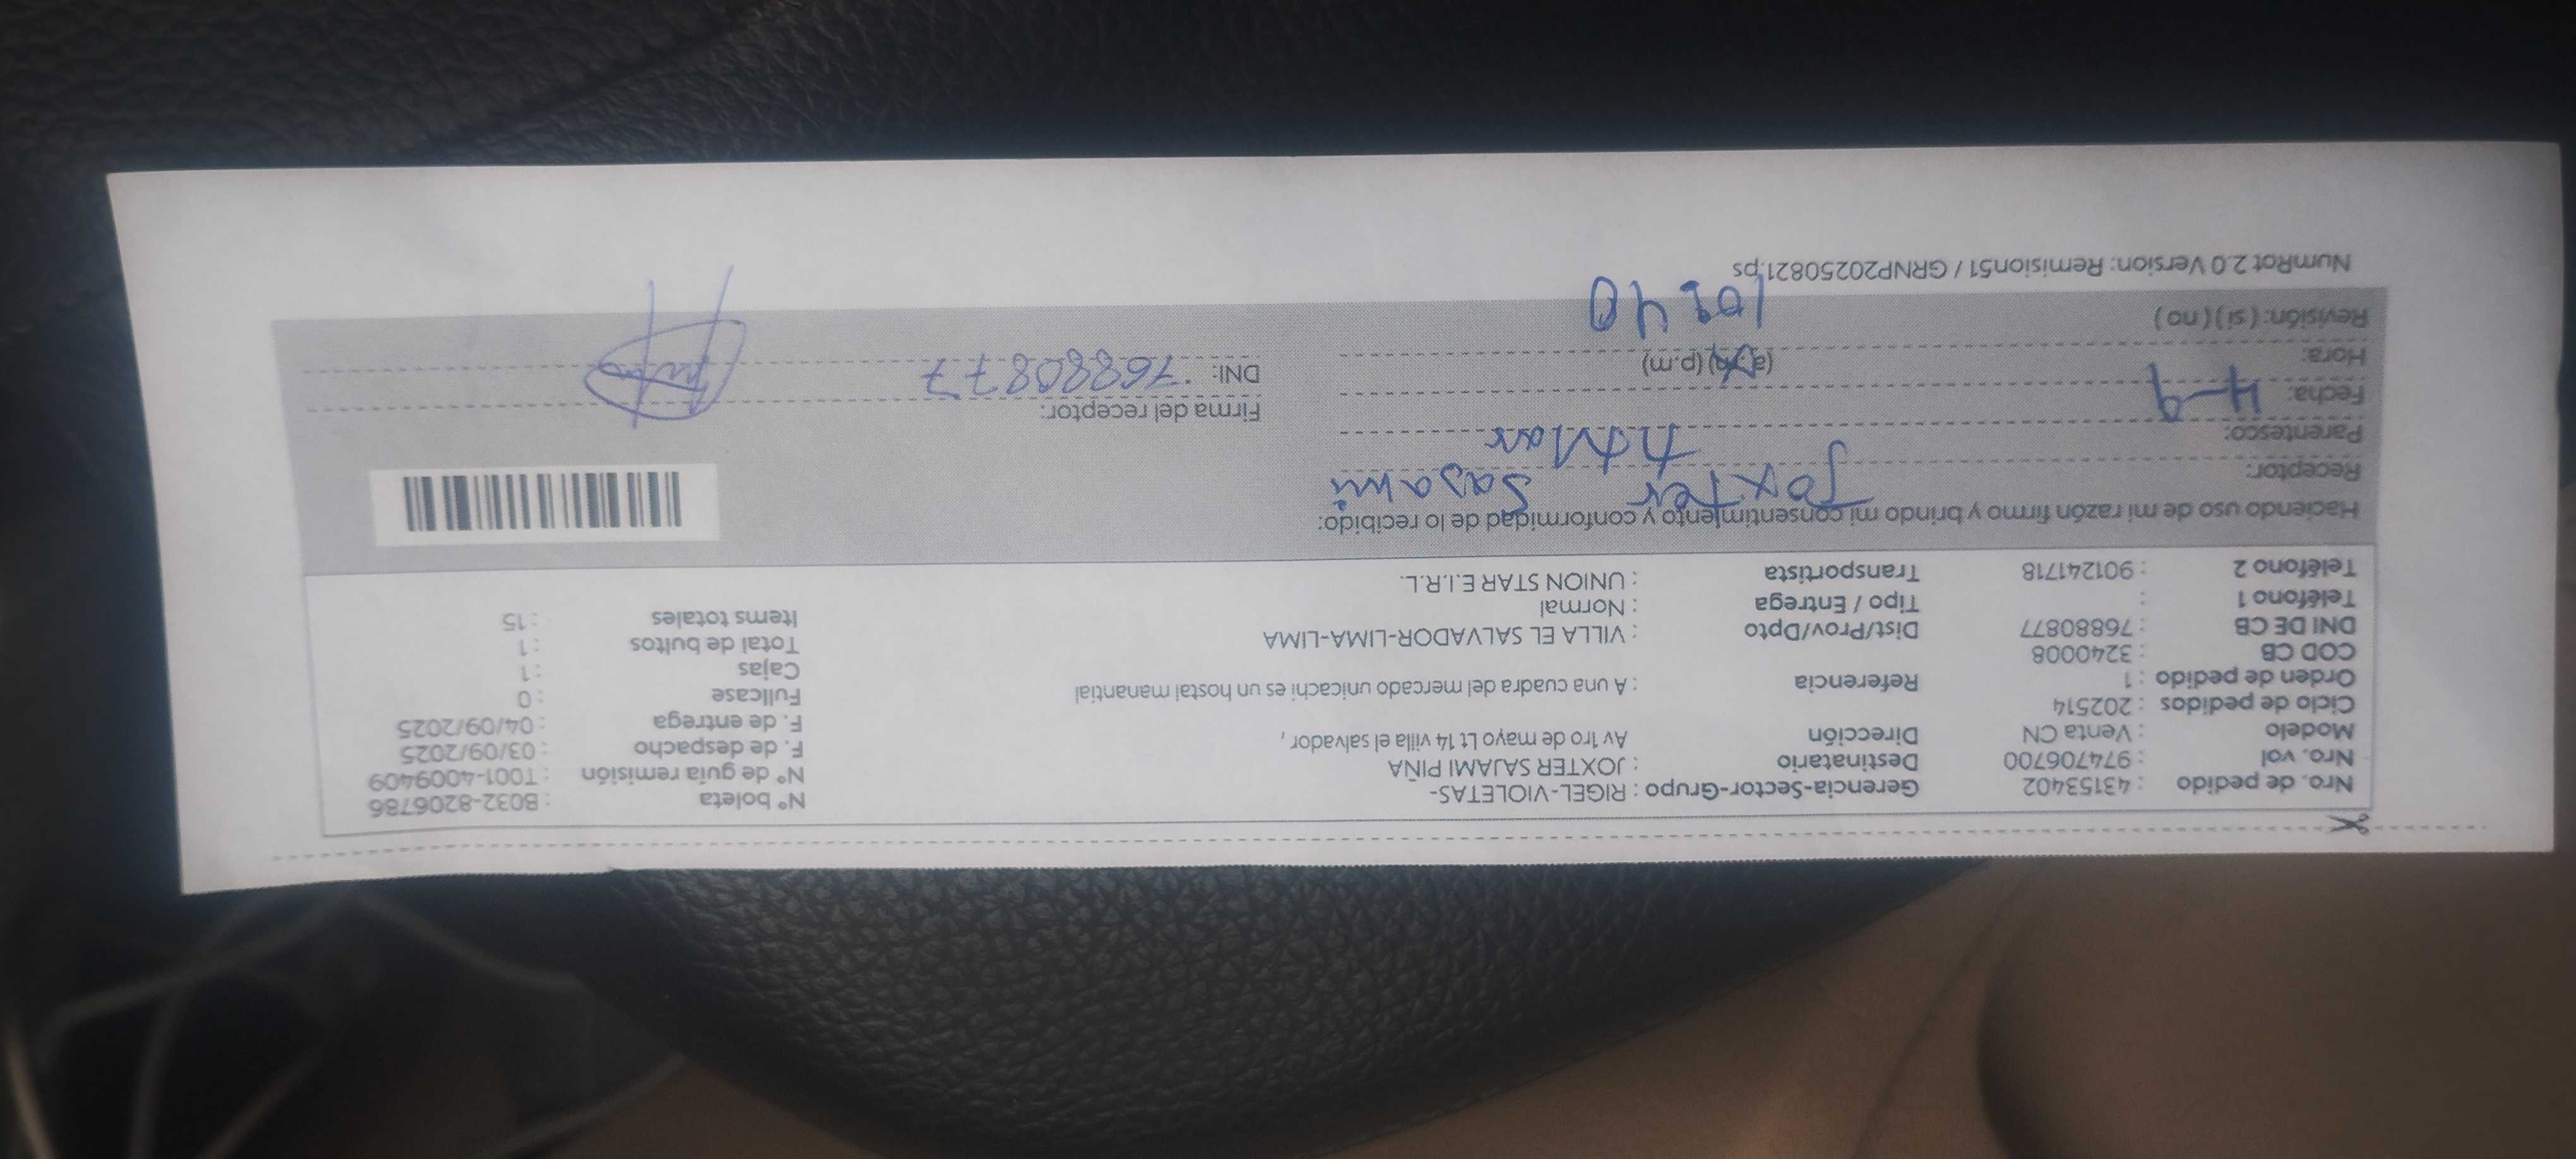 Nro. de pedido : 43153402 Gerencia-Sector-Grupo : RIGEL-VIOLETAS- N° boleta : B032-8206786
Nro. vol : 974706700 Destinatario : JOXTER SAJAMI PIÑA N° de guía remisión : T001-4009409
Modelo : Venta CN Dirección Av 1ro de mayo Lt 14 villa el salvador, F. de despacho : 03/09/2025
Ciclo de pedidos : 202514 F. de entrega : 04/09/2025
Orden de pedido : 1 Referencia : A una cuadra del mercado unicachi es un hostal manantial Fullcase : 0
COD CB : 3240008 Cajas : 1
DNI DE CB : 76880877 Dist/Prov/Dpto : VILLA EL SALVADOR-LIMA-LIMA Total de bultos : 1
Teléfono 1 : Tipo / Entrega : Normal Items totales : 15
Teléfono 2 : 901241718 Transportista : UNION STAR E.I.R.L.
Haciendo uso de mi razón firmo y brindo mi consentimiento y conformidad de lo recibido:
Receptor: Joxter Sasami
Parentesco: titular
Fecha: 4-9 Firma del receptor:
Hora: (a.m) (p.m) DNI: 76880877
Revisión: ( si ) ( no ) 10:40
NumRot 2.0 Version: Remision51 / GRNP20250821.ps